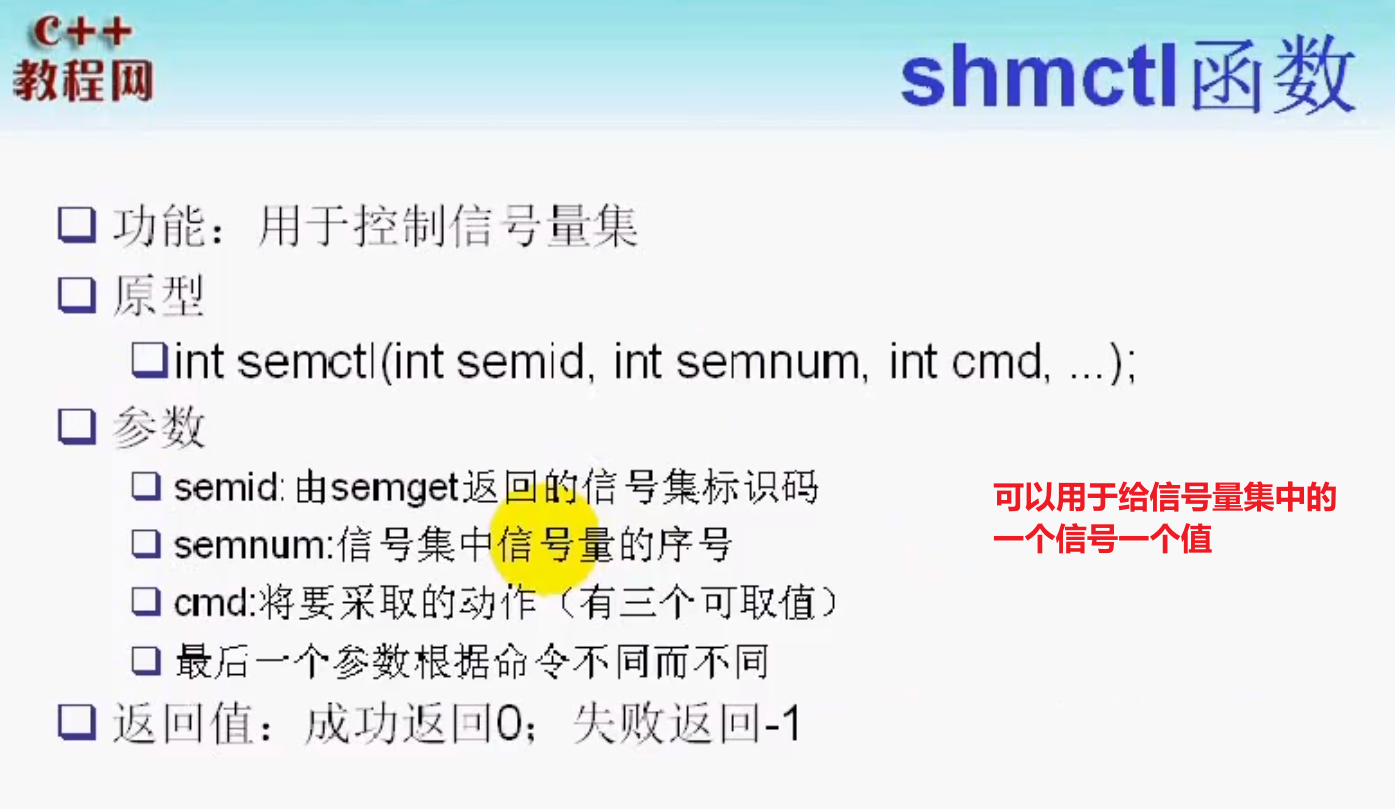 C++
教程网
shmctl函数
功能：用于控制信号量集
原型
int semctl(int semid, int semnum, int cmd, ...);
参数
semid: 由semget返回的信号集标识码
semnum:信号集中信号量的序号
cmd:将要采取的动作（有三个可取值）
最后一个参数根据命令不同而不同
返回值：成功返回0；失败返回-1
可以用于给信号量集中的
一个信号一个值